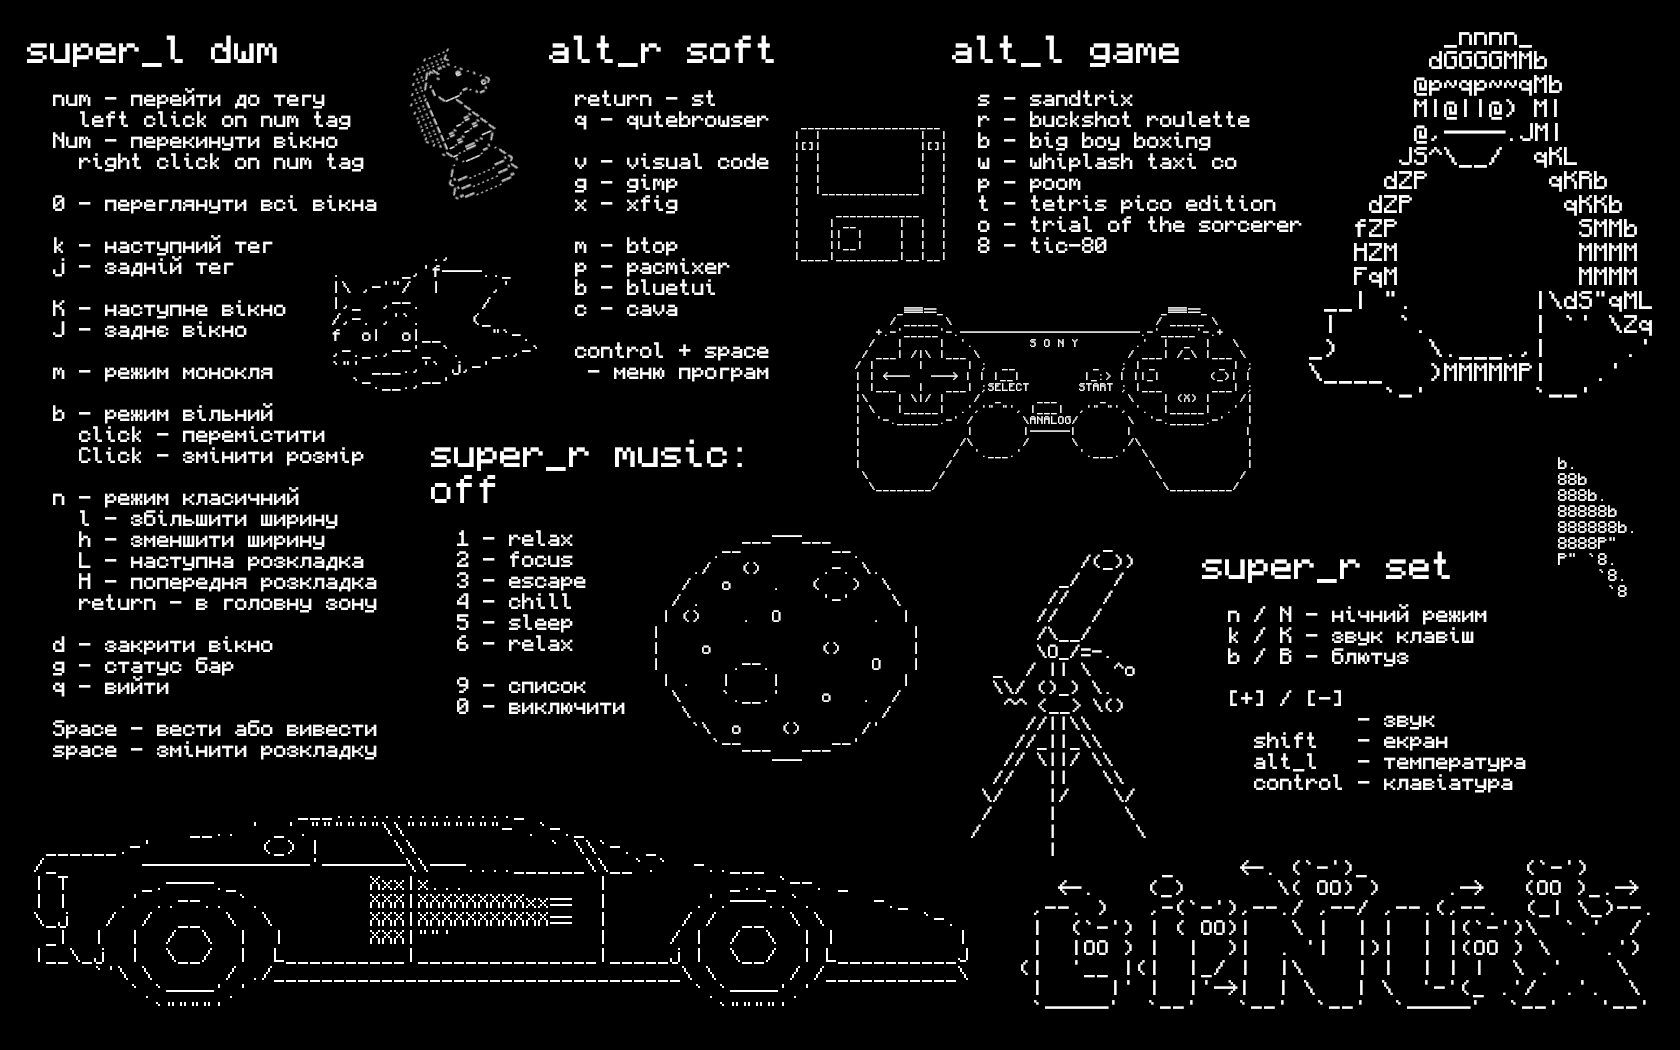 super_l dwm
num - перейти до тегу
left click on num tag
Num - перекинути вікно
right click on num tag
0 - переглянути всі вікна
k - наступний тег
j - задній тег
K - наступне вікно
J - заднє вікно
m - режим монокля
b - режим вільний
click - перемістити
Click - змінити розмір
n - режим класичний
l - збільшити ширину
h - зменшити ширину
L - наступна розкладка
H - попередня розкладка
return - в головну зону
d - закрити вікно
g - статус бар
q - вийти
Space - вести або вивести
space - змінити розкладку
alt_r soft
return - st
q - qutebrowser
v - visual code
g - gimp
x - xfig
m - btop
p - pacmixer
b - bluetui
c - cava
control + space
- меню програм
super_r music:
off
1 - relax
2 - focus
3 - escape
4 - chill
5 - sleep
6 - relax
9 - список
0 - виключити
alt_l game
s - sandtrix
r - buckshot roulette
b - big boy boxing
w - whiplash taxi co
p - poom
t - tetris pico edition
o - trial of the sorcerer
8 - tic-80
SONY
SELECT
START
ANALOG
super_r set
n / N - нічний режим
k / K - звук клавіш
b / B - блютуз
[+] / [-]
- звук
shift - екран
alt_l - температура
control - клавіатура
LINUX